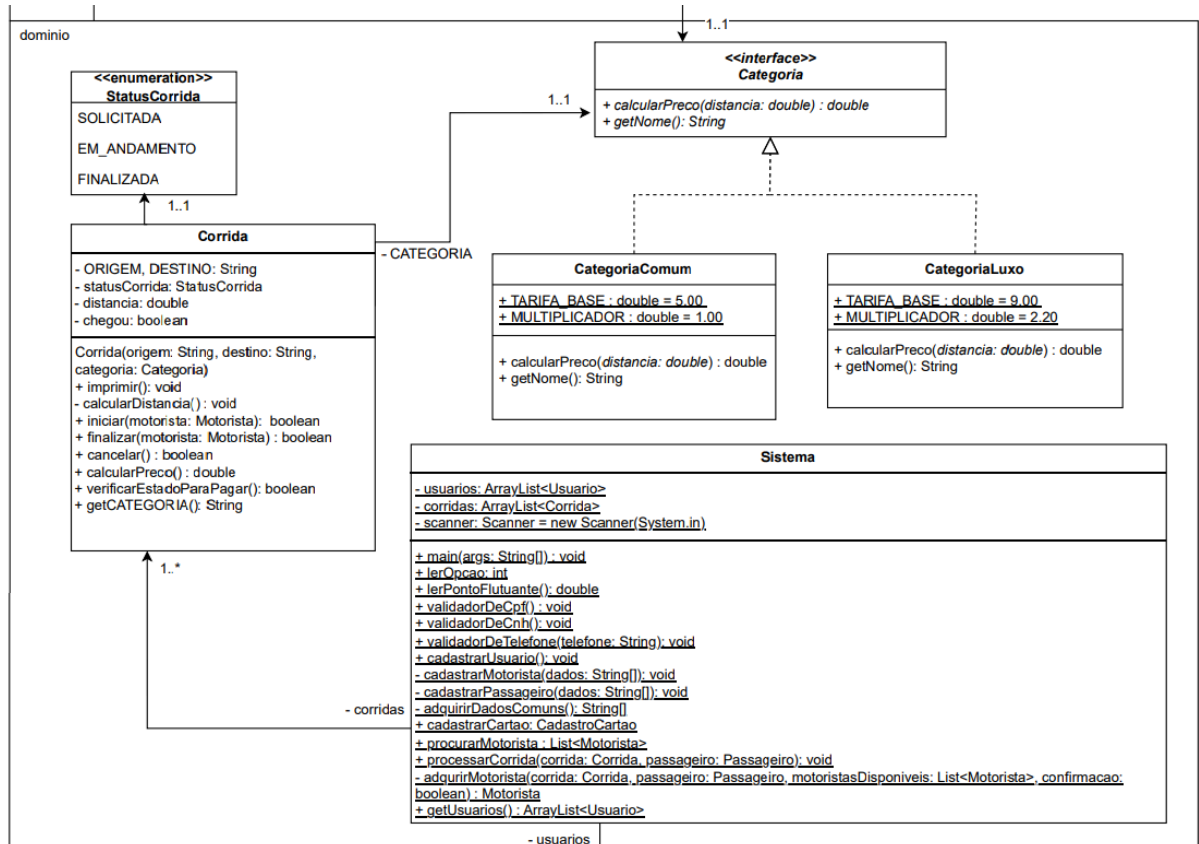 dominio
1..1
<<enumeration>>
StatusCorrida
SOLICITADA
EM_ANDAMENTO
FINALIZADA
1..1
<<interface>>
Categoria
+ calcularPreco(distancia: double) : double
+ getNome(): String
1..1
Corrida
- ORIGEM, DESTINO: String
- statusCorrida: StatusCorrida
- distancia: double
- chegou: boolean
Corrida(origem: String, destino: String,
categoria: Categoria)
+ imprimir(): void
- calcularDistancia() : void
+ iniciar(motorista: Motorista): boolean
+ finalizar(motorista: Motorista) : boolean
+ cancelar() : boolean
+ calcularPreco() : double
+ verificarEstadoParaPagar(): boolean
+ getCATEGORIA() : String
- CATEGORIA
CategoriaComum
+ TARIFA_BASE : double = 5.00
+ MULTIPLICADOR : double = 1.00
+ calcularPreco(distancia: double) : double
+ getNome(): String
CategoriaLuxo
+ TARIFA_BASE : double = 9.00
+ MULTIPLICADOR : double = 2.20
+ calcularPreco(distancia: double) : double
+ getNome(): String
1..*
- corridas
Sistema
- usuarios: ArrayList<Usuario>
- corridas: ArrayList<Corrida>
- scanner: Scanner = new Scanner(System.in)
+ main(args: String[]) : void
+ lerOpcao: int
+ lerPontoFlutuante(): double
+ validadorDeCpf() : void
+ validadorDeCnh(): void
+ validadorDeTelefone(telefone: String): void
+ cadastrarUsuario(): void
- cadastrarMotorista(dados: String[]): void
- cadastrarPassageiro(dados: String[]): void
- adquirirDadosComuns(): String[]
+ cadastrarCartao: CadastroCartao
+ procurarMotorista : List<Motorista>
+ processarCorrida(corrida: Corrida, passageiro: Passageiro): void
- adqurirMotorista(corrida: Corrida, passageiro: Passageiro, motoristasDisponiveis: List<Motorista>, confirmacao:
boolean) : Motorista
+ getUsuarios() : ArrayList<Usuario>
- usuarios